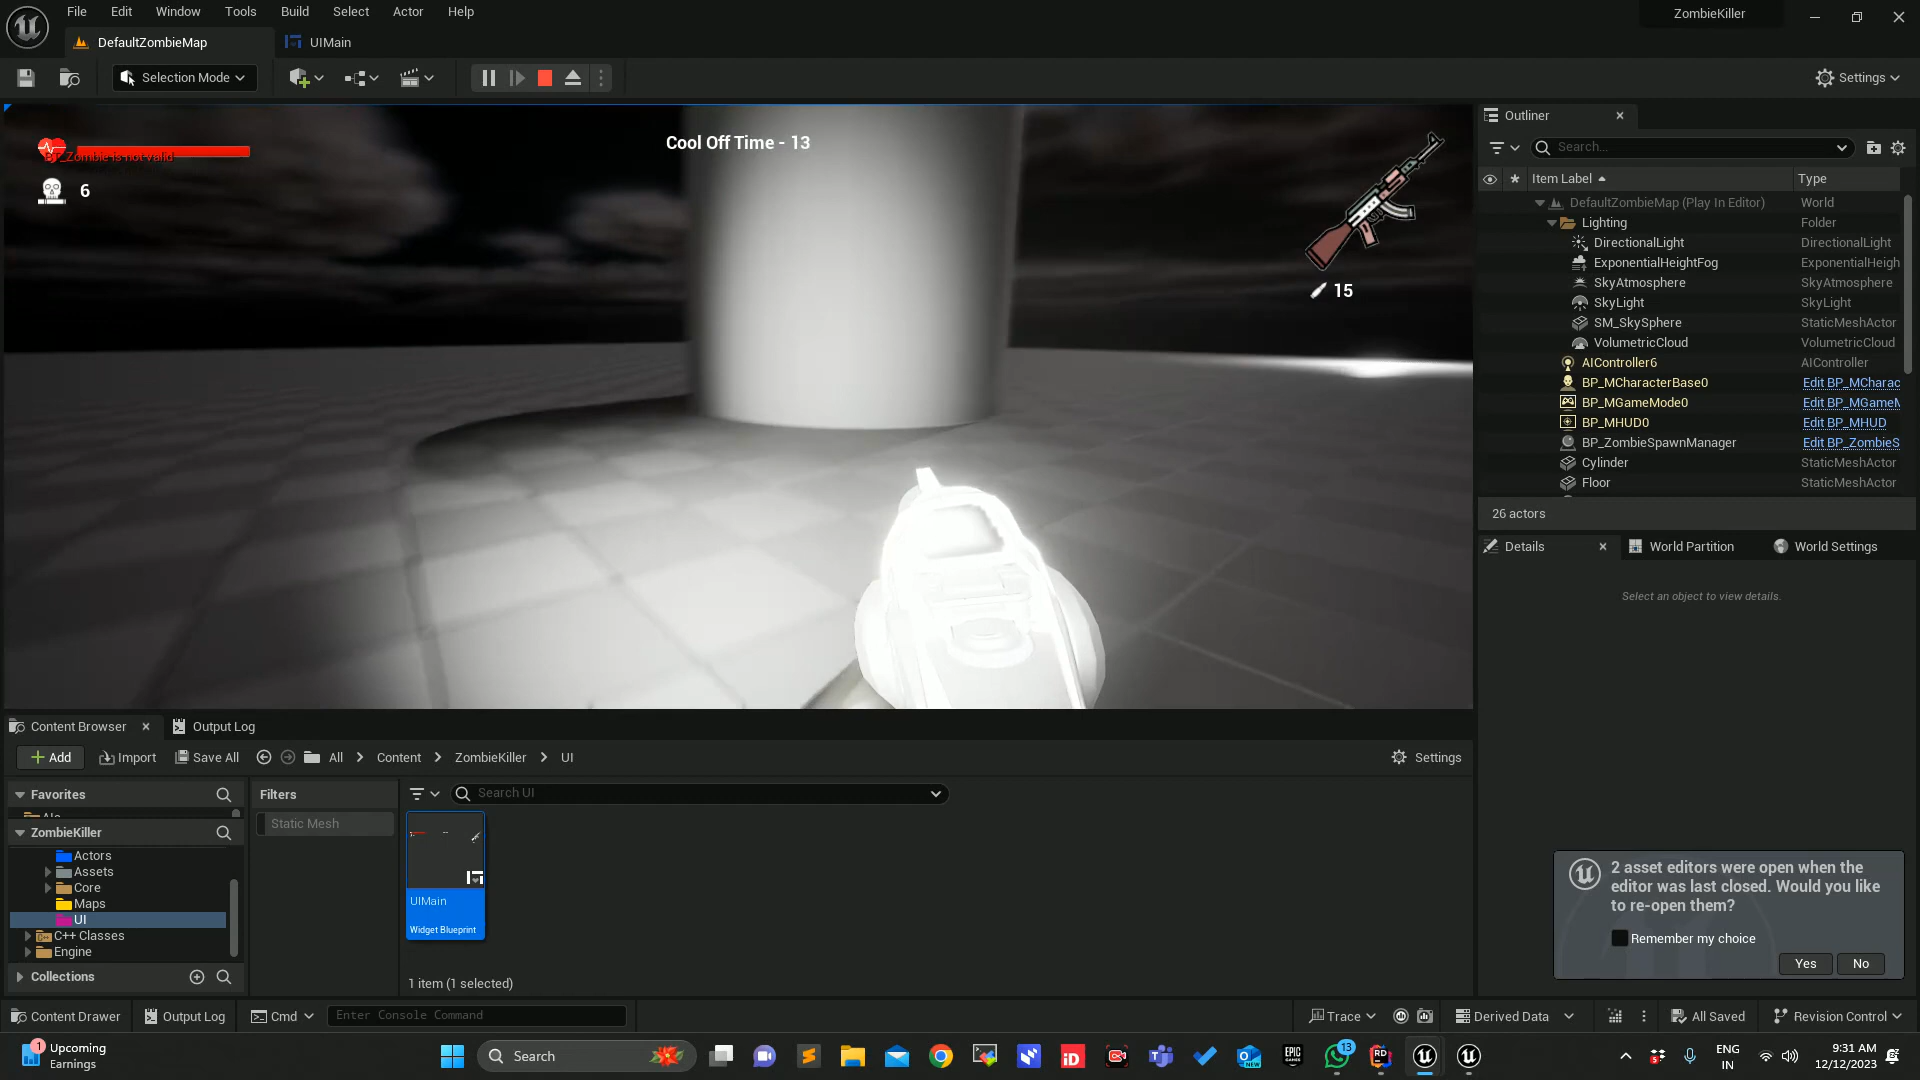 File Edit Window Tools Build Select Actor Help
ZombieKiller
DefaultZombieMap
UIMain
Selection Mode
Settings
Cool Off Time - 13
BT_Zombie is not valid
6
15
Outliner
Search...
Item Label
Type
DefaultZombieMap (Play In Editor) World
Lighting Folder
DirectionalLight DirectionalLight
ExponentialHeightFog ExponentialHeigh
SkyAtmosphere SkyAtmosphere
SkyLight SkyLight
SM_SkySphere StaticMeshActor
VolumetricCloud VolumetricCloud
AIController6 AIController
BP_MCharacterBase0 Edit BP_MCharac
BP_MGameMode0 Edit BP_MGameM
BP_MHUD0 Edit BP_MHUD
BP_ZombieSpawnManager Edit BP_ZombieS
Cylinder StaticMeshActor
Floor StaticMeshActor
26 actors
Details
World Partition
World Settings
Select an object to view details.
Content Browser
Output Log
Add
Import
Save All
All
Content
ZombieKiller
UI
Settings
Favorites
ZombieKiller
Actors
Assets
Core
Maps
UI
C++ Classes
Engine
Collections
Filters
Static Mesh
Search UI
UIMain
Widget Blueprint
1 item (1 selected)
2 asset editors were open when the
editor was last closed. Would you like
to re-open them?
Remember my choice
Yes
No
Content Drawer
Output Log
Cmd
Enter Console Command
Trace
Derived Data
All Saved
Revision Control
1
Upcoming
Earnings
Search
NEW
EPIC
GAMES
13
RD
ENG
IN
9:31 AM
12/12/2023